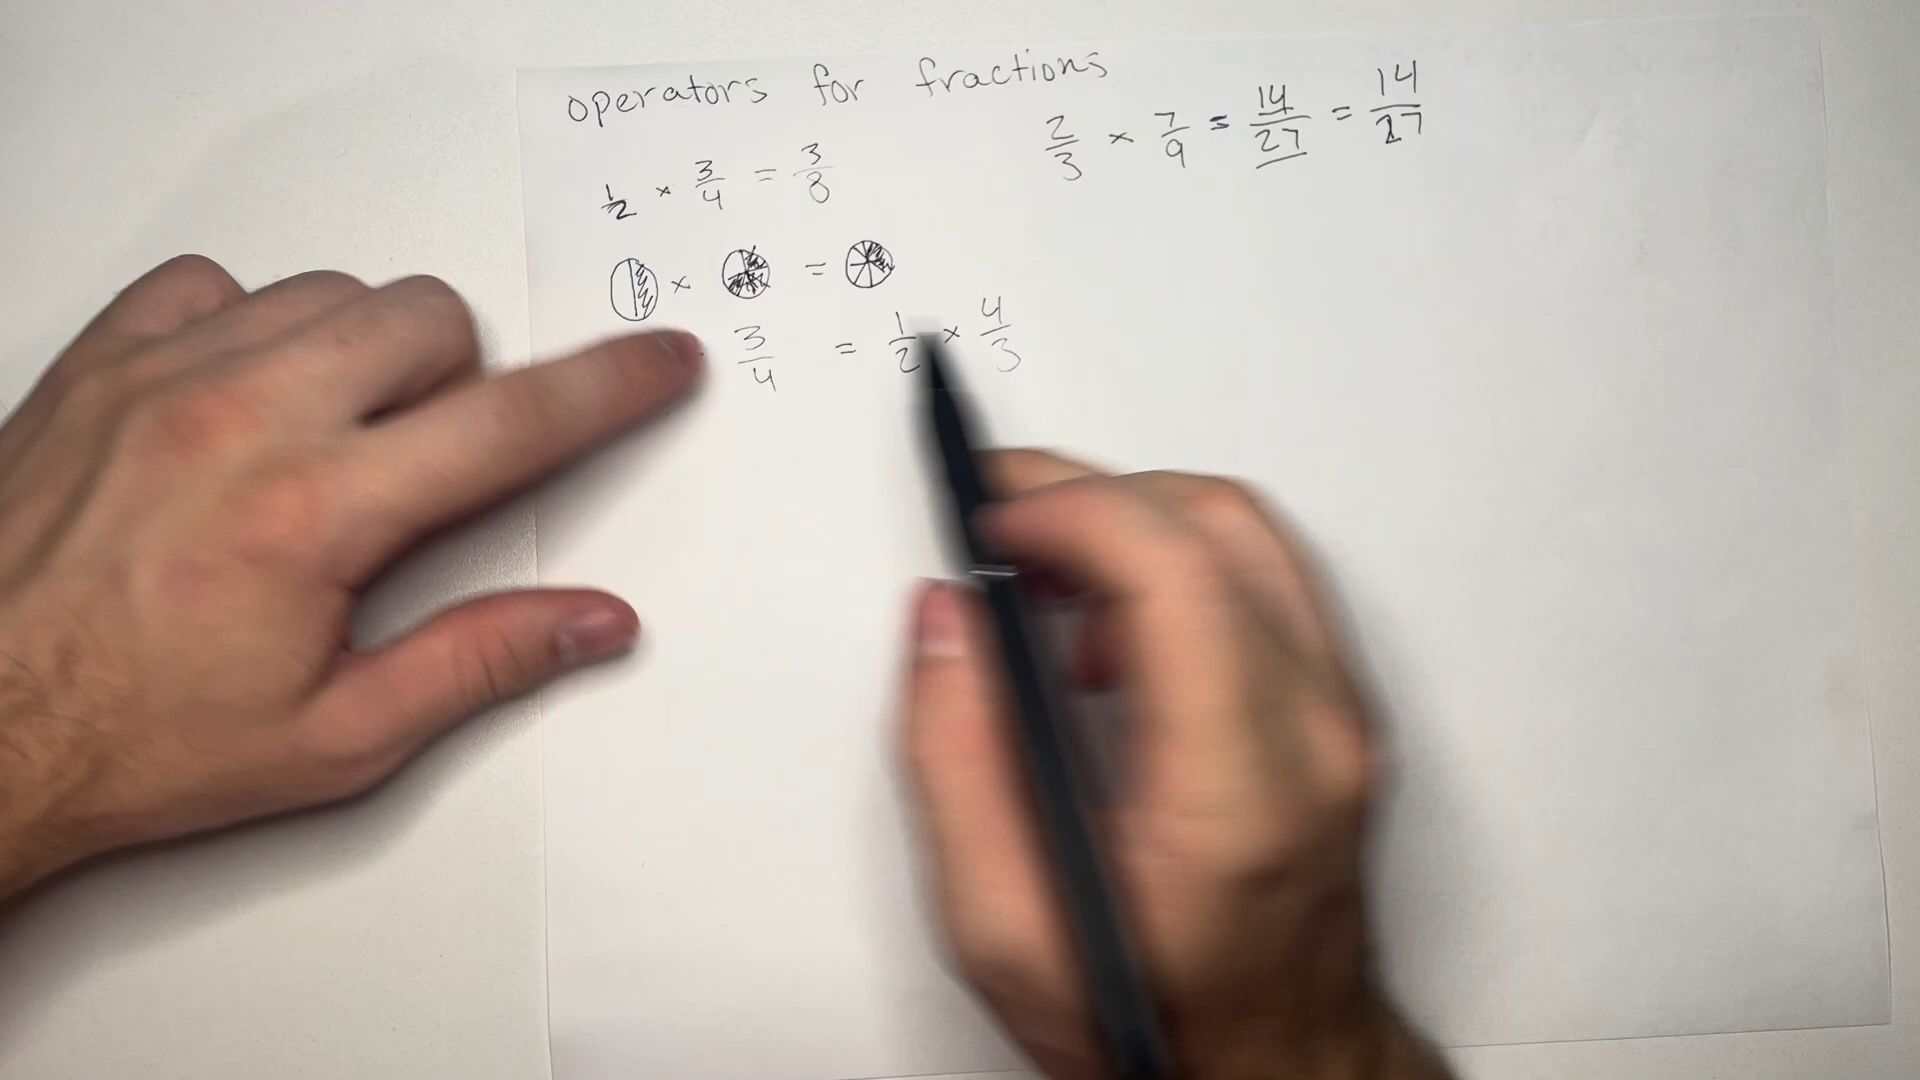 operators for fractions
1/2 × 3/4 = 3/8
× =
3/4 = 1/2 × 4/3
2/3 × 7/9 = 14/27 = 14/27